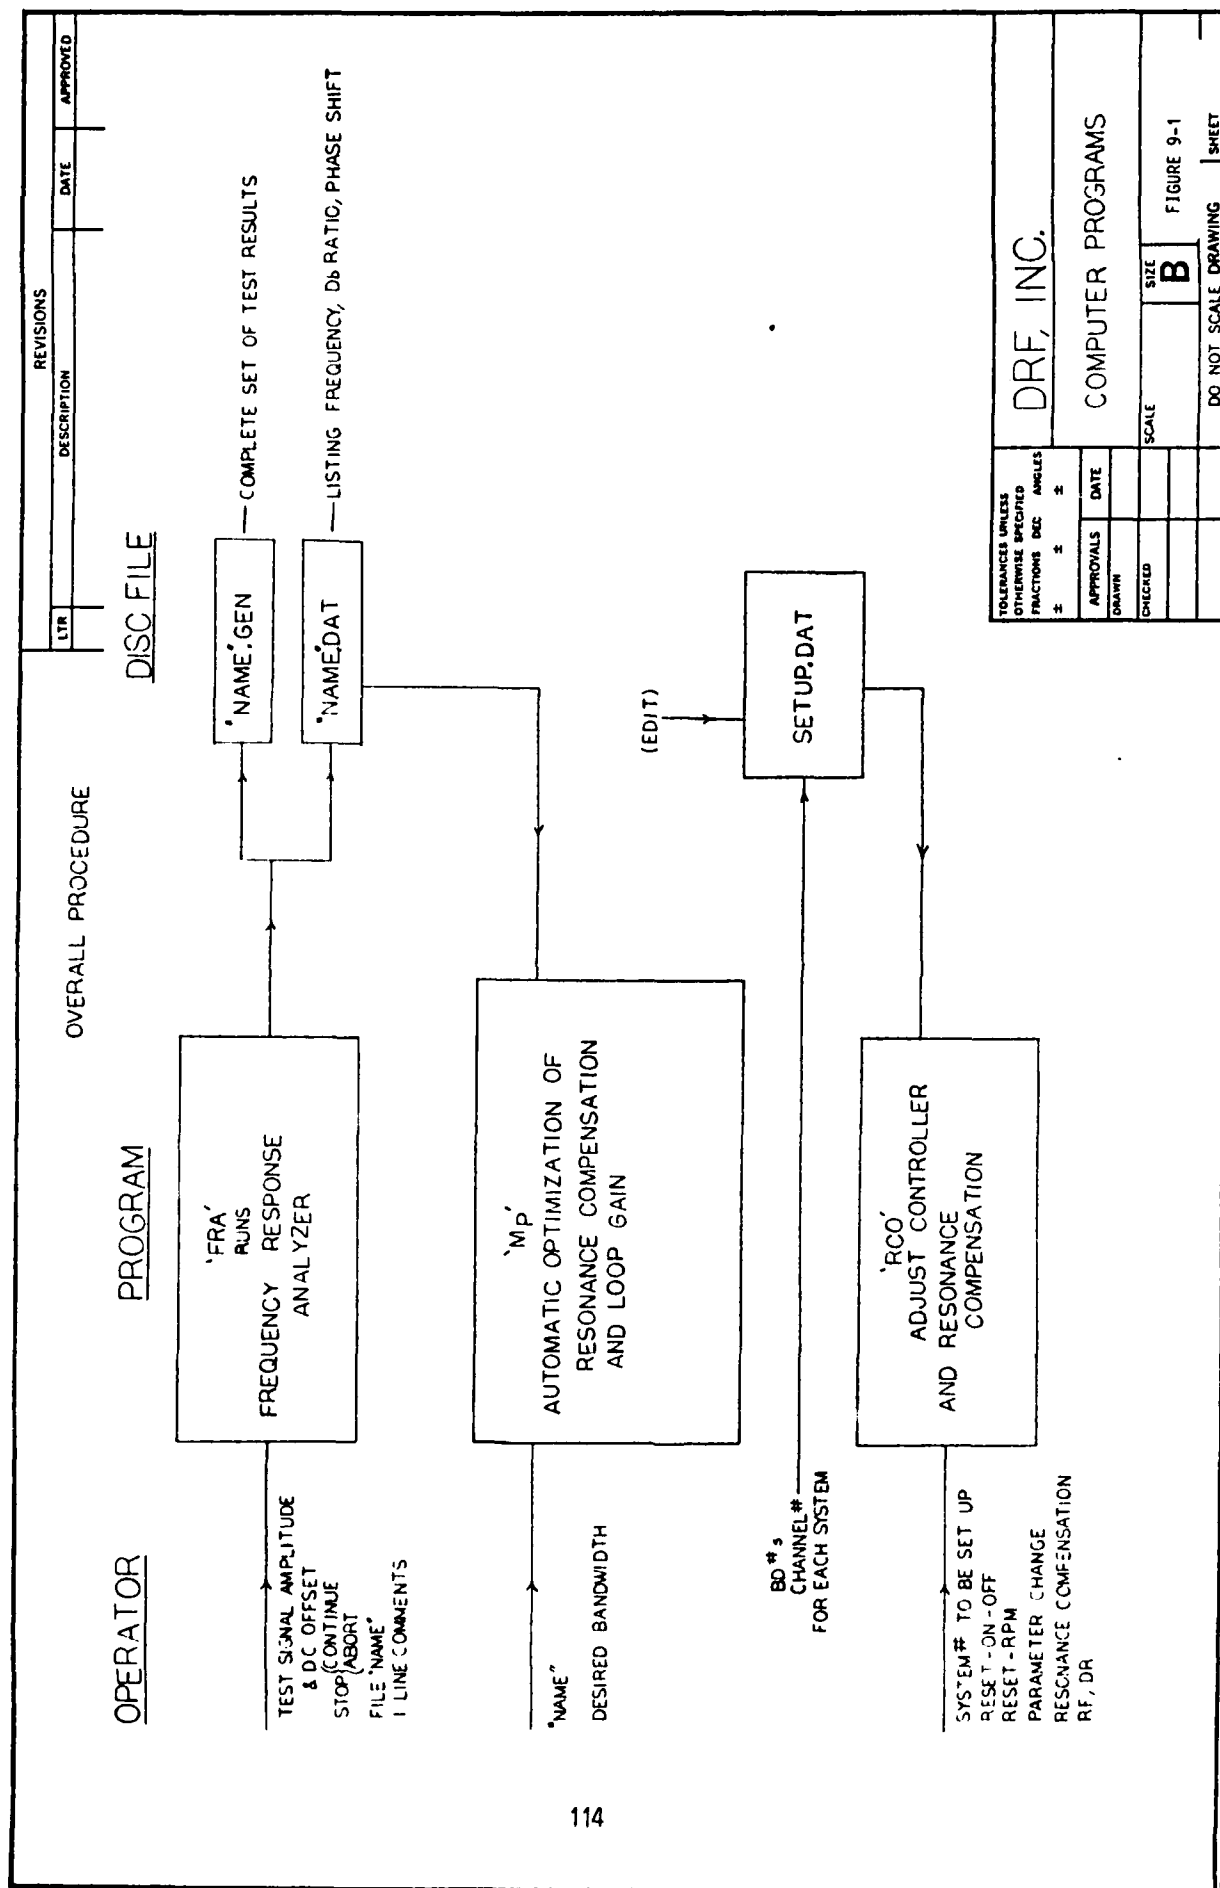 REVISIONS
LTR DESCRIPTION DATE APPROVED
OVERALL PROCEDURE
OPERATOR PROGRAM DISC FILE
TEST SIGNAL AMPLITUDE
& DC OFFSET
STOP {CONTINUE
{ABORT
FILE "NAME"
1 LINE COMMENTS
'FRA'
RUNS
FREQUENCY RESPONSE
ANALYZER
"NAME".GEN — COMPLETE SET OF TEST RESULTS
"NAME".DAT — LISTING FREQUENCY, Db RATIO, PHASE SHIFT
"NAME"
DESIRED BANDWIDTH
'Mp'
AUTOMATIC OPTIMIZATION OF
RESONANCE COMPENSATION
AND LOOP GAIN
(EDIT)
BD #s
CHANNEL #
FOR EACH SYSTEM
SETUP.DAT
SYSTEM # TO BE SET UP
RESET - ON - OFF
RESET - RPM
PARAMETER CHANGE
RESONANCE COMPENSATION
RF, DR
'RCO'
ADJUST CONTROLLER
AND RESONANCE
COMPENSATION
TOLERANCES UNLESS
OTHERWISE SPECIFIED
FRACTIONS DEC ANGLES
± ± ±
APPROVALS DATE
DRAWN
CHECKED
DRF, INC.
COMPUTER PROGRAMS
SCALE SIZE
B FIGURE 9-1
DO NOT SCALE DRAWING SHEET
114